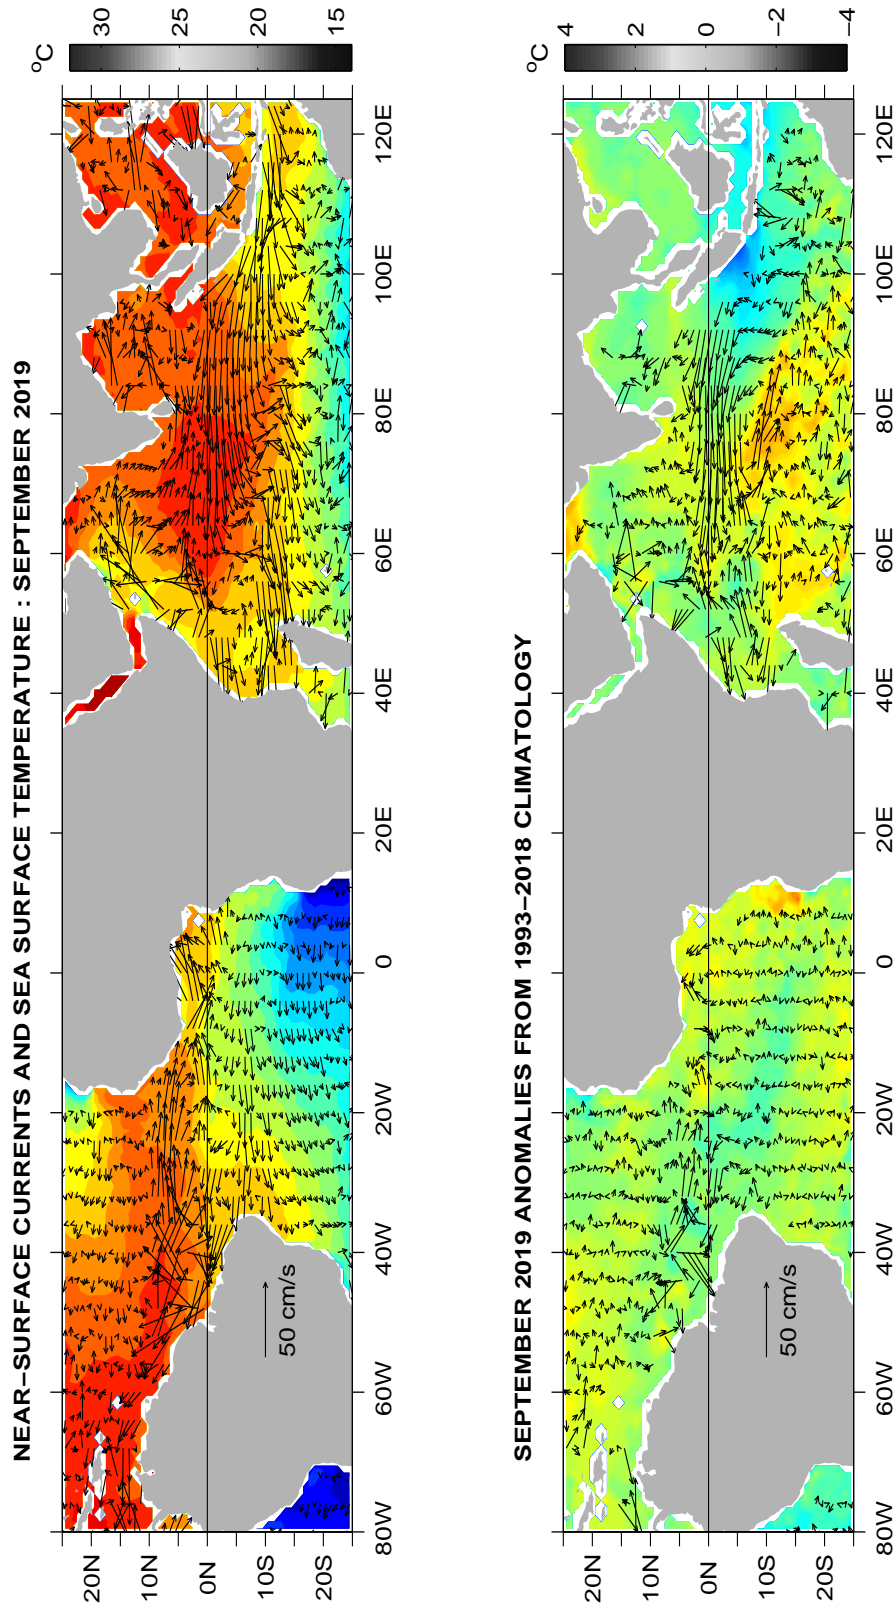 NEAR-SURFACE CURRENTS AND SEA SURFACE TEMPERATURE : SEPTEMBER 2019
°C
30 25 20 15
20N
10N
0N
10S
20S
50 cm/s
80W 60W 40W 20W 0 20E 40E 60E 80E 100E 120E
SEPTEMBER 2019 ANOMALIES FROM 1993-2018 CLIMATOLOGY
°C
4 2 0 -2 -4
20N
10N
0N
10S
20S
50 cm/s
80W 60W 40W 20W 0 20E 40E 60E 80E 100E 120E